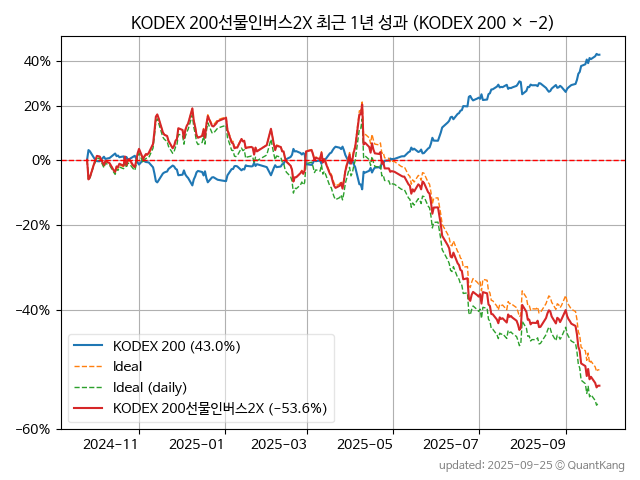 KODEX 200선물인버스2X 최근 1년 성과 (KODEX 200 × −2)
40%
20%
0%
−20%
−40%
−60%
KODEX 200 (43.0%)
Ideal
Ideal (daily)
KODEX 200선물인버스2X (−53.6%)
2024-11 2025-01 2025-03 2025-05 2025-07 2025-09
updated: 2025-09-25 © QuantKang